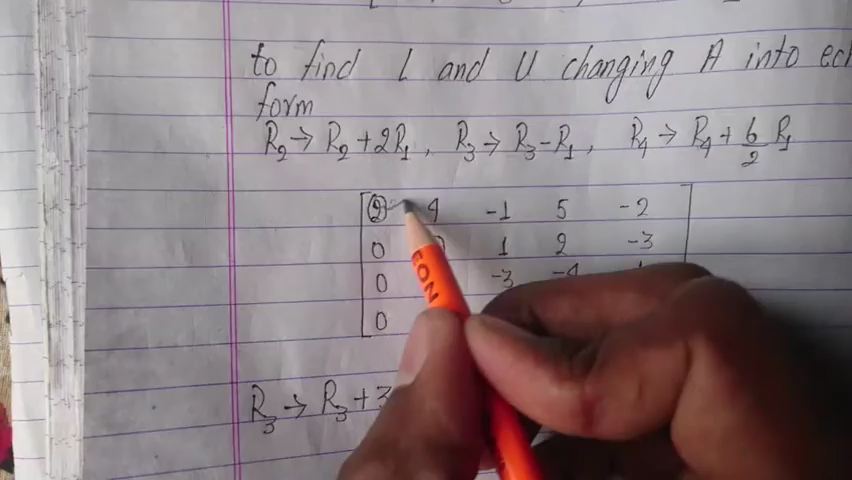 to find L and U changing A into
form
R2 → R2 + 2R1, R3 → R3 - R1, R4 → R4 + 6/2 R1
2 4 -1 5 -2
0 1 2 -3
0 -3 -4
0
R3 → R3 + 3
EON